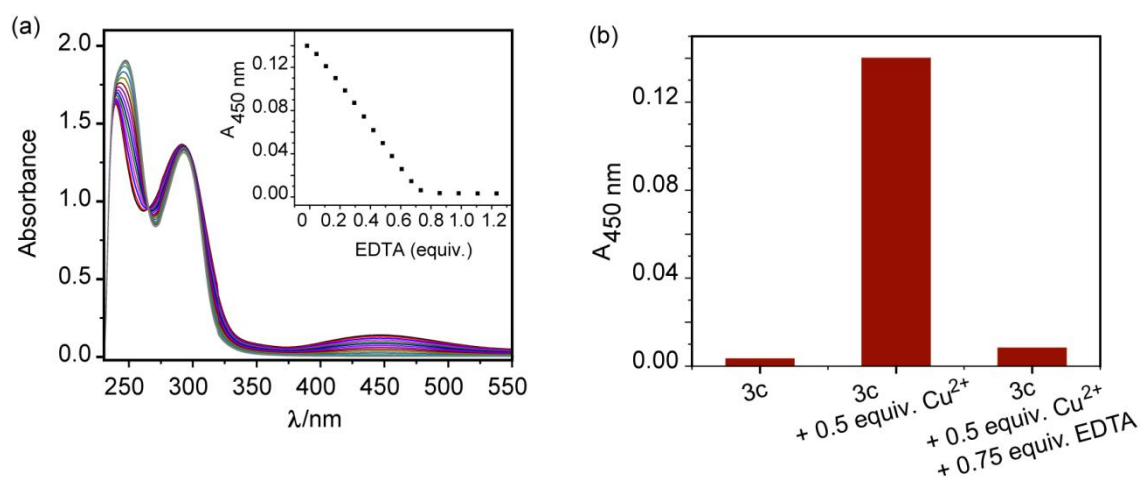 (a)
2.0
1.5
1.0
0.5
0.0
Absorbance
250 300 350 400 450 500 550
λ/nm
0.12
0.08
0.04
0.00
A450 nm
0 0.2 0.4 0.6 0.8 1.0 1.2
EDTA (equiv.)
(b)
0.12
0.08
0.04
0.00
A450 nm
3c
3c
+ 0.5 equiv. Cu2+
3c
+ 0.5 equiv. Cu2+
+ 0.75 equiv. EDTA